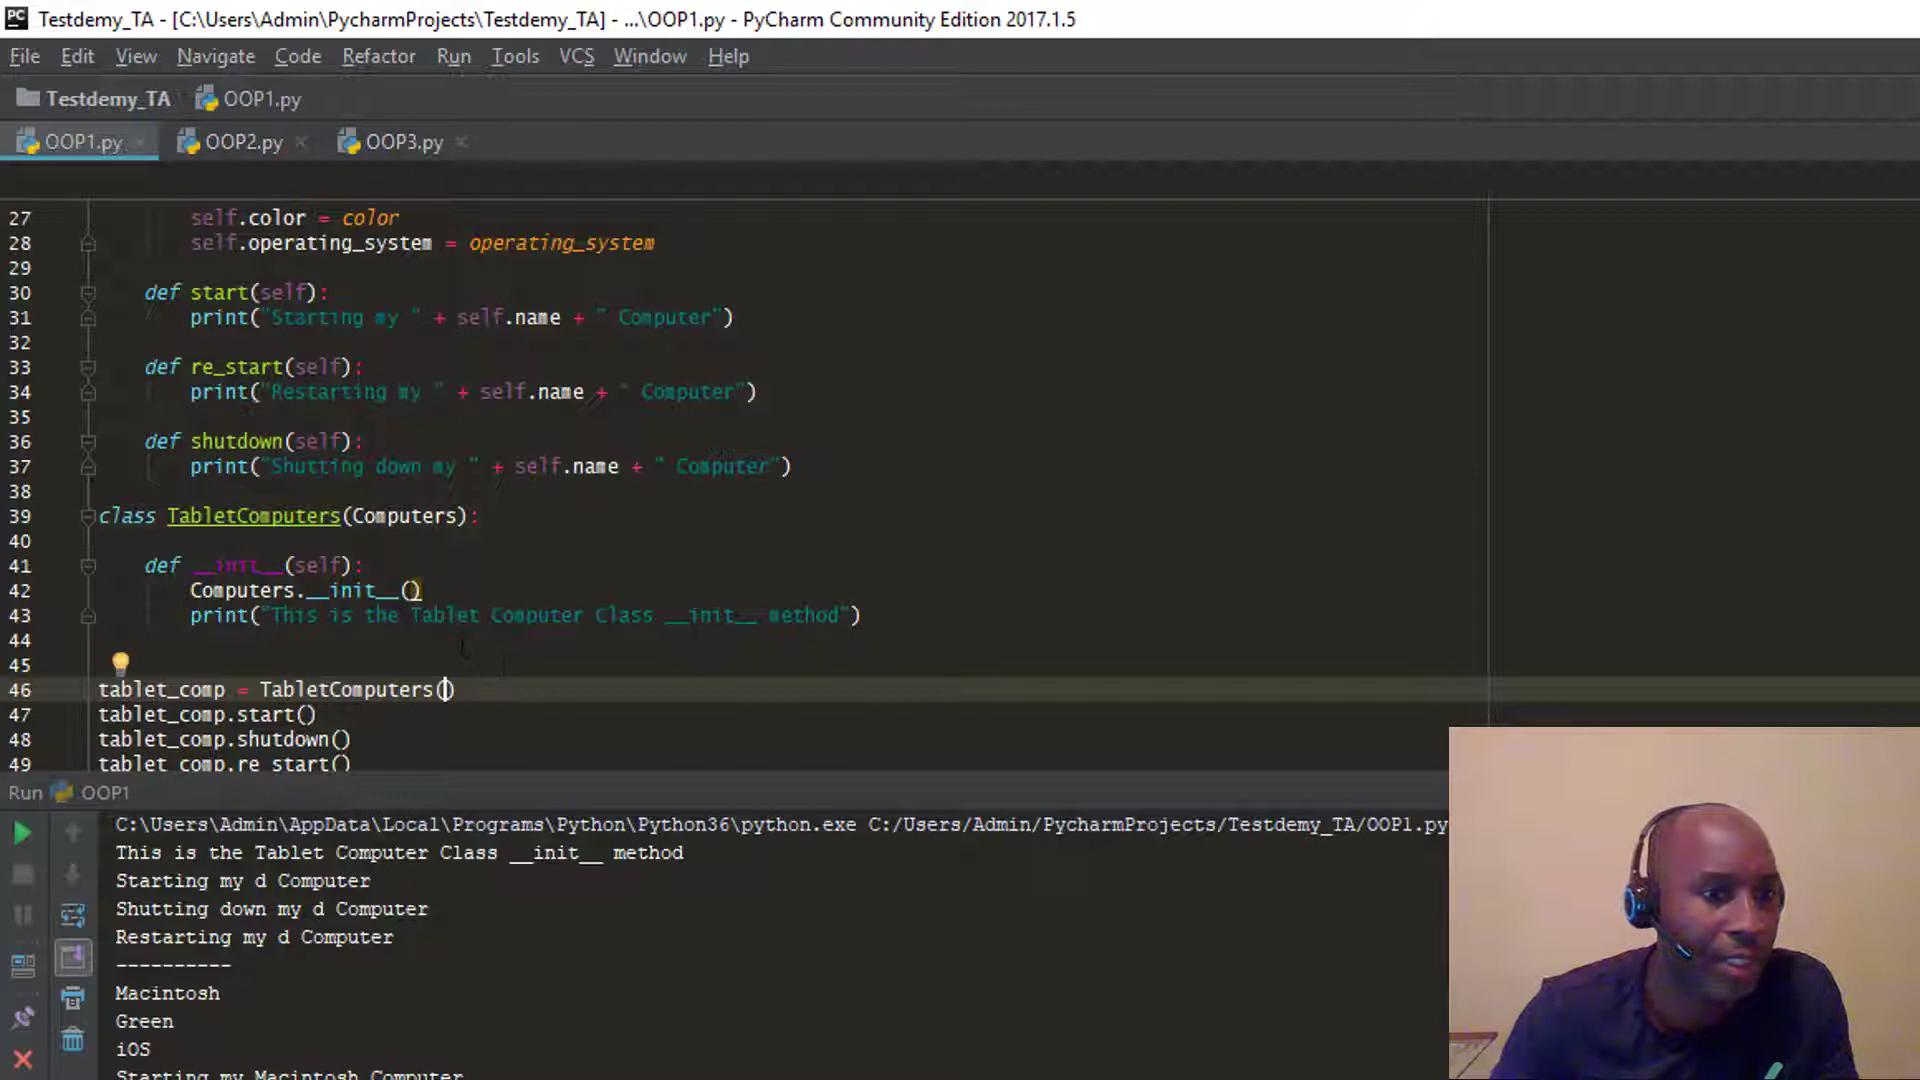 Testdemy_TA - [C:\Users\Admin\PycharmProjects\Testdemy_TA] - ...\OOP1.py - PyCharm Community Edition 2017.1.5
File Edit View Navigate Code Refactor Run Tools VCS Window Help
Testdemy_TA OOP1.py
OOP1.py OOP2.py OOP3.py
27 self.color = color
28 self.operating_system = operating_system
29
30 def start(self):
31 print("Starting my " + self.name + " Computer")
32
33 def re_start(self):
34 print("Restarting my " + self.name + " Computer")
35
36 def shutdown(self):
37 print("Shutting down my " + self.name + " Computer")
38
39 class TabletComputers(Computers):
40
41 def __init__(self):
42 Computers.__init__()
43 print("This is the Tablet Computer Class __init__ method")
44
45
46 tablet_comp = TabletComputers()
47 tablet_comp.start()
48 tablet_comp.shutdown()
49 tablet_comp.re_start()
Run OOP1
C:\Users\Admin\AppData\Local\Programs\Python\Python36\python.exe C:/Users/Admin/PycharmProjects/Testdemy_TA/OOP1.py
This is the Tablet Computer Class __init__ method
Starting my d Computer
Shutting down my d Computer
Restarting my d Computer
----------
Macintosh
Green
iOS
Starting my Macintosh Computer